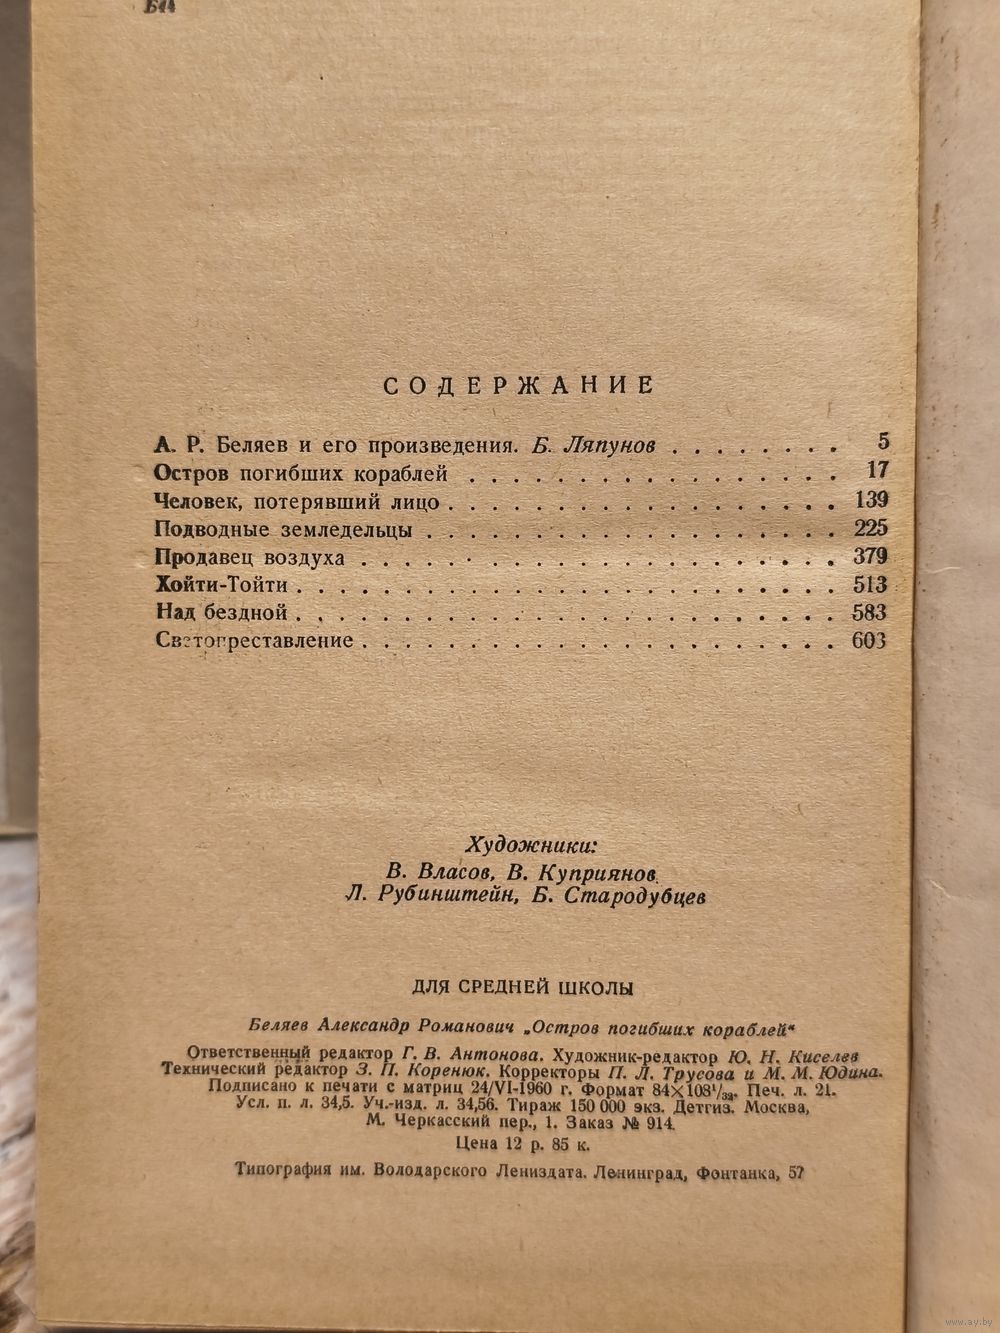 Б44
СОДЕРЖАНИЕ
А. Р. Беляев и его произведения. Б. Ляпунов . . . . . . . . 5
Остров погибших кораблей . . . . . . . . . . . . . . . . . 17
Человек, потерявший лицо . . . . . . . . . . . . . . . . . . 139
Подводные земледельцы . . . . . . . . . . . . . . . . . . . 225
Продавец воздуха . . . . . . . . . . . . . . . . . . . . . . 379
Хойти-Тойти . . . . . . . . . . . . . . . . . . . . . . . . . 513
Над бездной . . . . . . . . . . . . . . . . . . . . . . . . . 583
Светопреставление . . . . . . . . . . . . . . . . . . . . . . 603
Художники:
В. Власов, В. Куприянов,
Л. Рубинштейн, Б. Стародубцев
ДЛЯ СРЕДНЕЙ ШКОЛЫ
Беляев Александр Романович „Остров погибших кораблей“
Ответственный редактор Г. В. Антонова. Художник-редактор Ю. Н. Киселев
Технический редактор З. П. Коренюк. Корректоры П. Л. Трусова и М. М. Юдина.
Подписано к печати с матриц 24/VI-1960 г. Формат 84×108¹/₃₂. Печ. л. 21.
Усл. п. л. 34,5. Уч.-изд. л. 34,56. Тираж 150 000 экз. Детгиз. Москва,
М. Черкасский пер., 1. Заказ № 914.
Цена 12 р. 85 к.
Типография им. Володарского Лениздата. Ленинград, Фонтанка, 57
www.ay.by